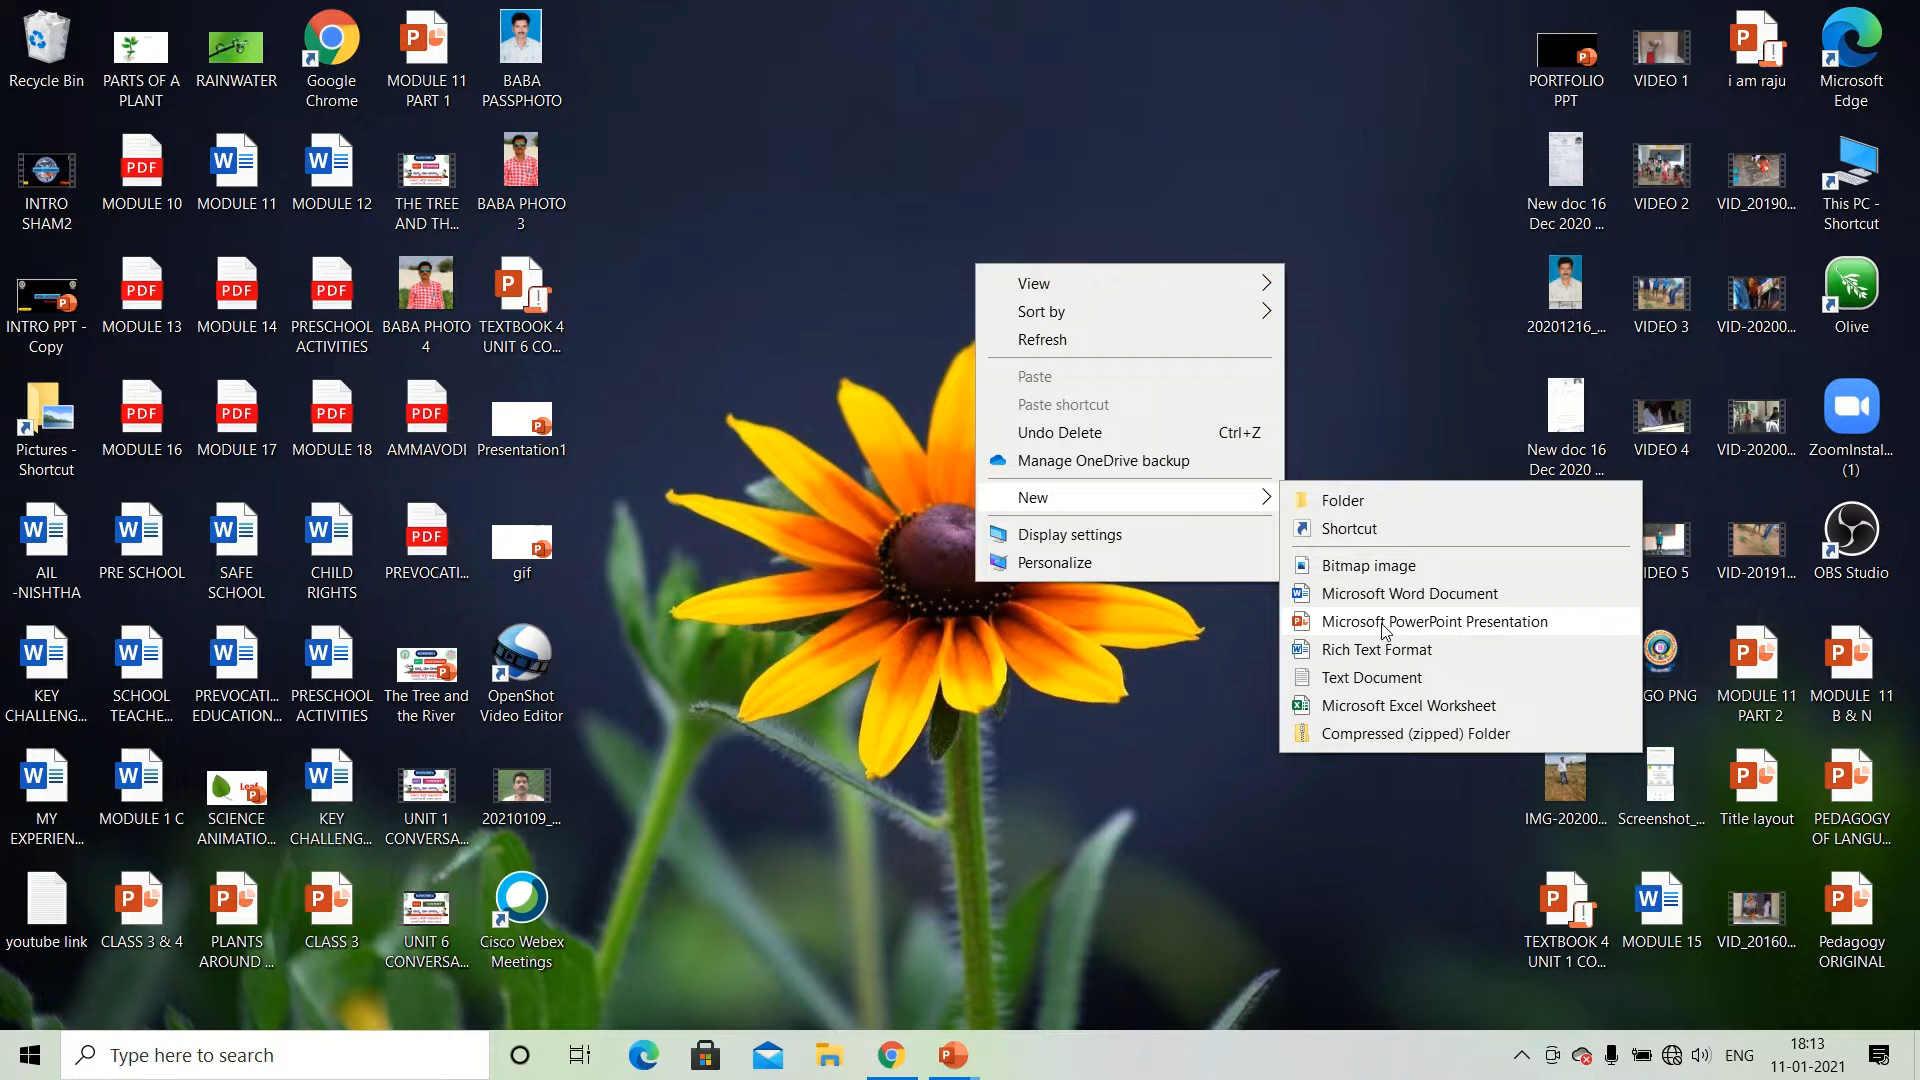 Recycle Bin
PARTS OF A
PLANT
RAINWATER
Google
Chrome
MODULE 11
PART 1
BABA
PASSPHOTO
INTRO
SHAM2
MODULE 10
MODULE 11
MODULE 12
THE TREE
AND TH...
BABA PHOTO
3
INTRO PPT -
Copy
MODULE 13
MODULE 14
PRESCHOOL
ACTIVITIES
BABA PHOTO
4
TEXTBOOK 4
UNIT 6 CO...
Pictures -
Shortcut
MODULE 16
MODULE 17
MODULE 18
AMMAVODI
Presentation1
AIL
-NISHTHA
PRE SCHOOL
SAFE
SCHOOL
CHILD
RIGHTS
PREVOCATI...
gif
KEY
CHALLENG...
SCHOOL
TEACHE...
PREVOCATI...
EDUCATION...
PRESCHOOL
ACTIVITIES
The Tree and
the River
OpenShot
Video Editor
MY
EXPERIEN...
MODULE 1 C
SCIENCE
ANIMATIO...
KEY
CHALLENG...
UNIT 1
CONVERSA...
20210109_...
youtube link
CLASS 3 & 4
PLANTS
AROUND ...
CLASS 3
UNIT 6
CONVERSA...
Cisco Webex
Meetings
View
Sort by
Refresh
Paste
Paste shortcut
Undo Delete Ctrl+Z
Manage OneDrive backup
New
Display settings
Personalize
Folder
Shortcut
Bitmap image
Microsoft Word Document
Microsoft PowerPoint Presentation
Rich Text Format
Text Document
Microsoft Excel Worksheet
Compressed (zipped) Folder
PORTFOLIO
PPT
VIDEO 1
i am raju
Microsoft
Edge
New doc 16
Dec 2020 ...
VIDEO 2
VID_20190...
This PC -
Shortcut
20201216_...
VIDEO 3
VID-20200...
Olive
New doc 16
Dec 2020 ...
VIDEO 4
VID-20200...
ZoomInstal...
(1)
IDEO 5
VID-20191...
OBS Studio
GO PNG
MODULE 11
PART 2
MODULE 11
B & N
IMG-20200...
Screenshot_...
Title layout
PEDAGOGY
OF LANGU...
TEXTBOOK 4
UNIT 1 CO...
MODULE 15
VID_20160...
Pedagogy
ORIGINAL
Type here to search
ENG
18:13
11-01-2021